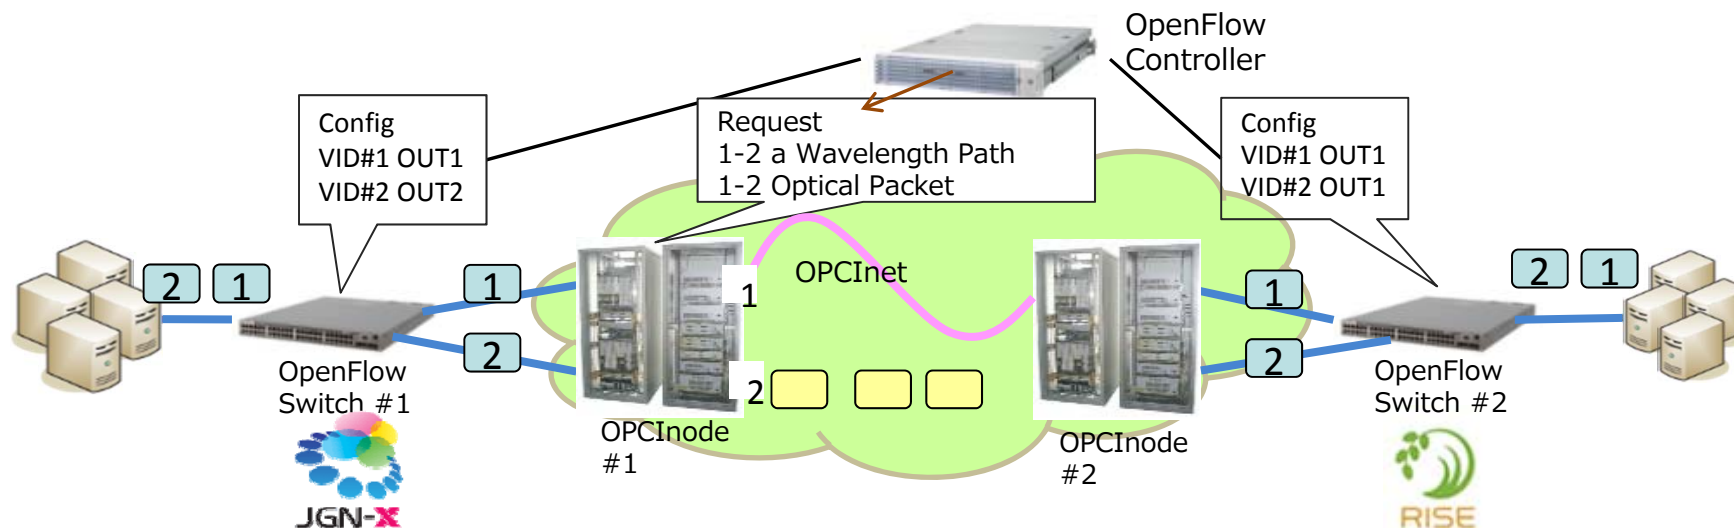 OpenFlow
Controller
Config
VID#1 OUT1
VID#2 OUT2
Request
1-2 a Wavelength Path
1-2 Optical Packet
Config
VID#1 OUT1
VID#2 OUT1
2 1
1
2
OpenFlow
Switch #1
JGN-X
1
2
OPCInet
OPCInode
#1
OPCInode
#2
1
2
2 1
OpenFlow
Switch #2
RISE